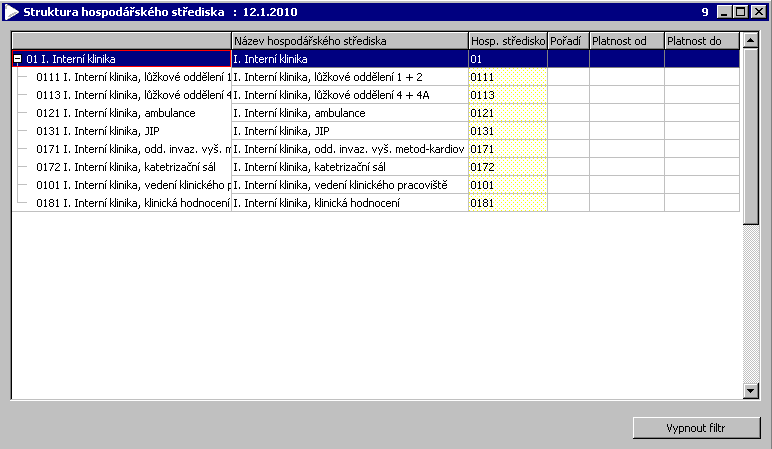 Struktura hospodářského střediska : 12.1.2010 9
Název hospodářského střediska Hosp. středisko Pořadí Platnost od Platnost do
01 I. Interní klinika I. Interní klinika 01
0111 I. Interní klinika, lůžkové oddělení 1 I. Interní klinika, lůžkové oddělení 1 + 2 0111
0113 I. Interní klinika, lůžkové oddělení 4 I. Interní klinika, lůžkové oddělení 4 + 4A 0113
0121 I. Interní klinika, ambulance I. Interní klinika, ambulance 0121
0131 I. Interní klinika, JIP I. Interní klinika, JIP 0131
0171 I. Interní klinika, odd. invaz. vyš. m I. Interní klinika, odd. invaz. vyš. metod-kardiov 0171
0172 I. Interní klinika, katetrizační sál I. Interní klinika, katetrizační sál 0172
0101 I. Interní klinika, vedení klinického p I. Interní klinika, vedení klinického pracoviště 0101
0181 I. Interní klinika, klinická hodnocení I. Interní klinika, klinická hodnocení 0181
Vypnout filtr